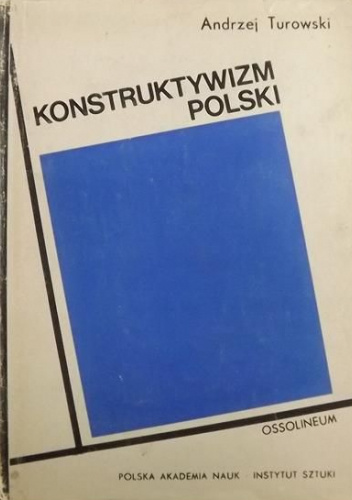 Andrzej Turowski
KONSTRUKTYWIZM
POLSKI
OSSOLINEUM
POLSKA AKADEMIA NAUK · INSTYTUT SZTUKI